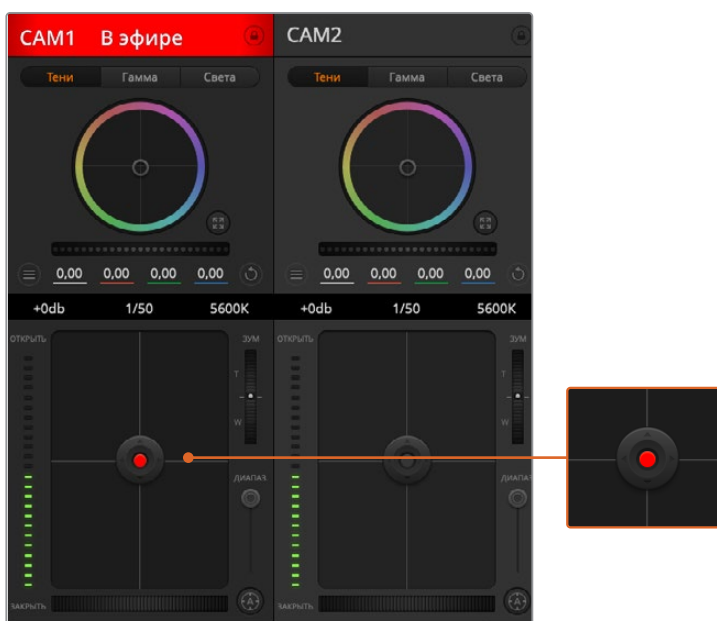 CAM1 В эфире CAM2
Тени Гамма Света Тени Гамма Света
0,00 0,00 0,00 0,00 0,00 0,00 0,00 0,00
+0db 1/50 5600K +0db 1/50 5600K
ОТКРЫТЬ ЗУМ ОТКРЫТЬ ЗУМ
T T
W W
ДИАПАЗ. ДИАПАЗ.
ЗАКРЫТЬ A ЗАКРЫТЬ A